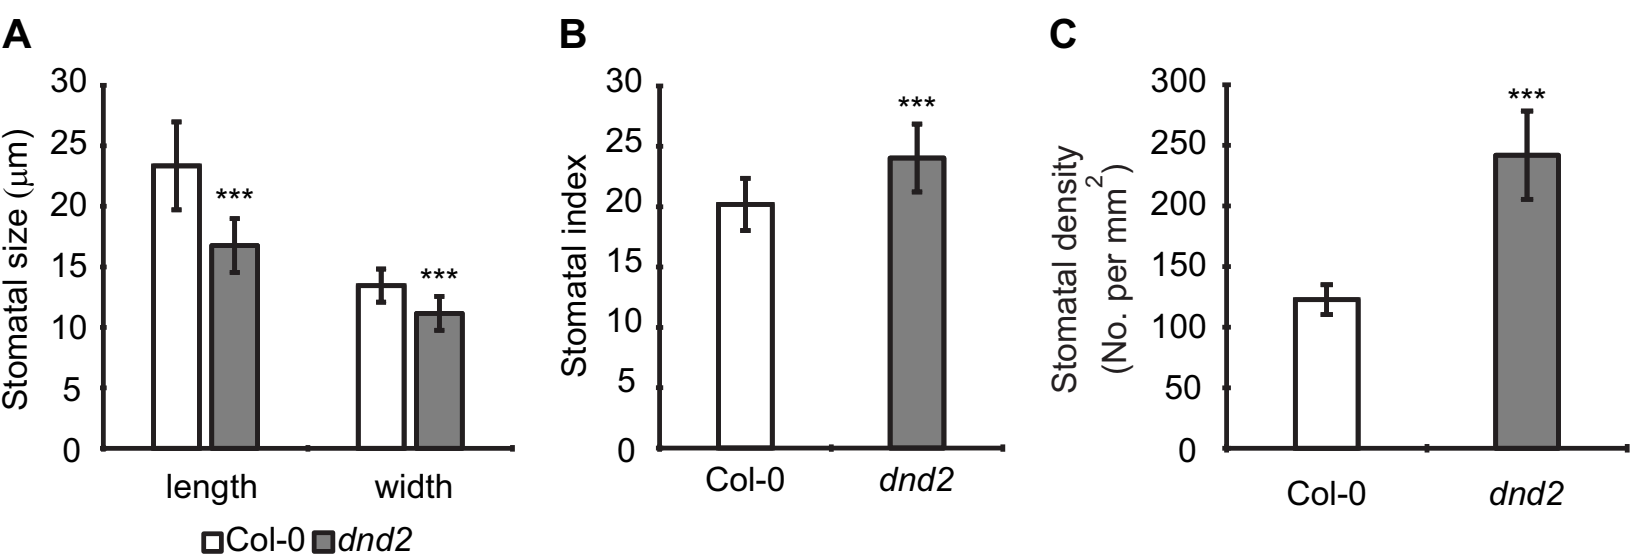 A
Stomatal size (μm)
30
25
20
15
10
5
0
***
***
length
width
Col-0
dnd2
B
Stomatal index
30
25
20
15
10
5
0
***
Col-0
dnd2
C
Stomatal density
(No. per mm²)
300
250
200
150
100
50
0
***
Col-0
dnd2